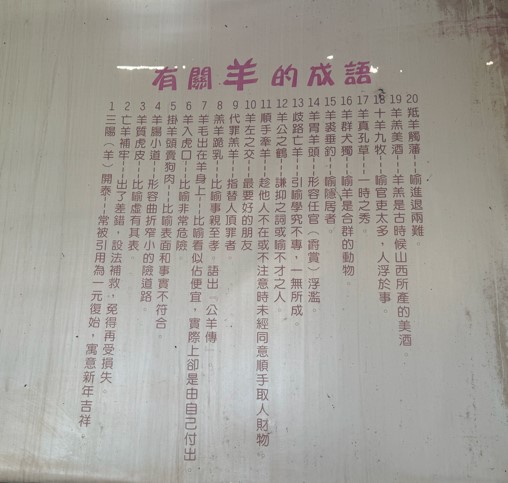 有關羊的成語
1 三陽（羊）開泰---常被引用為一元復始，寓意新年吉祥
2 亡羊補牢---出了差錯，設法補救，免得再受損失。
3 羊質虎皮---比喻虛有其表。
4 羊腸小道---形容曲折窄小的險道路。
5 掛羊頭賣狗肉---比喻表面和事實不符合。
6 羊入虎口---比喻非常危險。
7 羊毛出在羊身上---比喻看似佔便宜，實際上卻是由自己付出
8 羔羊跪乳---比喻事親至孝。語出「公羊傳」
9 代罪羔羊---指替人頂罪者。
10 羊左之交---最要好的朋友
11 順手牽羊---趁他人不在或不注意時未經同意順手取人財物。
12 羊公之鶴---謙抑之詞或喻不才之人。
13 歧路亡羊---引喻學究不專，一無所成
14 羊胃羊頭---形容任官（爵賞）浮濫。
15 羊裘垂釣---喻隱居者。
16 羊群犬獨---喻羊是合群的動物。
17 羊真孔草---一時之秀。
18 十羊九牧---喻官吏太多，人浮於事。
19 羊羔美酒---羊羔是古時候山西所產的美酒
20 羝羊觸藩---喻進退兩難。